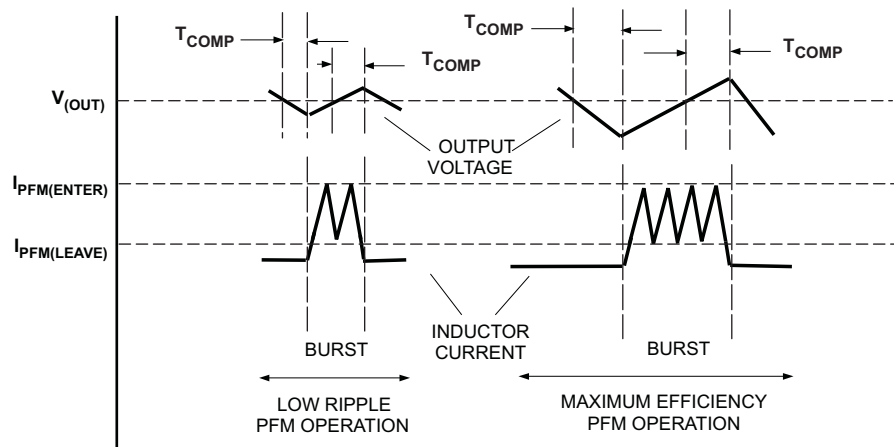 T_COMP
T_COMP
T_COMP
T_COMP
V_(OUT)
OUTPUT
VOLTAGE
I_PFM(ENTER)
I_PFM(LEAVE)
INDUCTOR
CURRENT
BURST
BURST
LOW RIPPLE
PFM OPERATION
MAXIMUM EFFICIENCY
PFM OPERATION